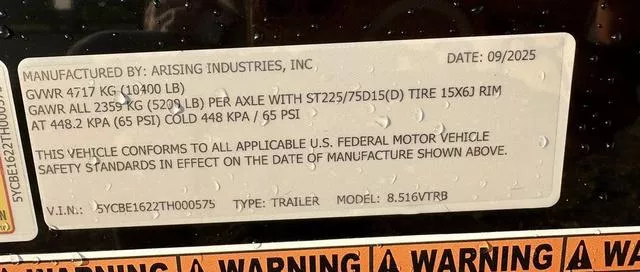 MANUFACTURED BY: ARISING INDUSTRIES, INC DATE: 09/2025
GVWR 4717 KG (10400 LB)
GAWR ALL 2359 KG (5200 LB) PER AXLE WITH ST225/75D15(D) TIRE 15X6J RIM
AT 448.2 KPA (65 PSI) COLD 448 KPA / 65 PSI
THIS VEHICLE CONFORMS TO ALL APPLICABLE U.S. FEDERAL MOTOR VEHICLE
SAFETY STANDARDS IN EFFECT ON THE DATE OF MANUFACTURE SHOWN ABOVE.
V.I.N.: 5YCBE1622TH000575 TYPE: TRAILER MODEL: 8.516VTRB
5YCBE1622TH000575
WARNING WARNING WARNING WA